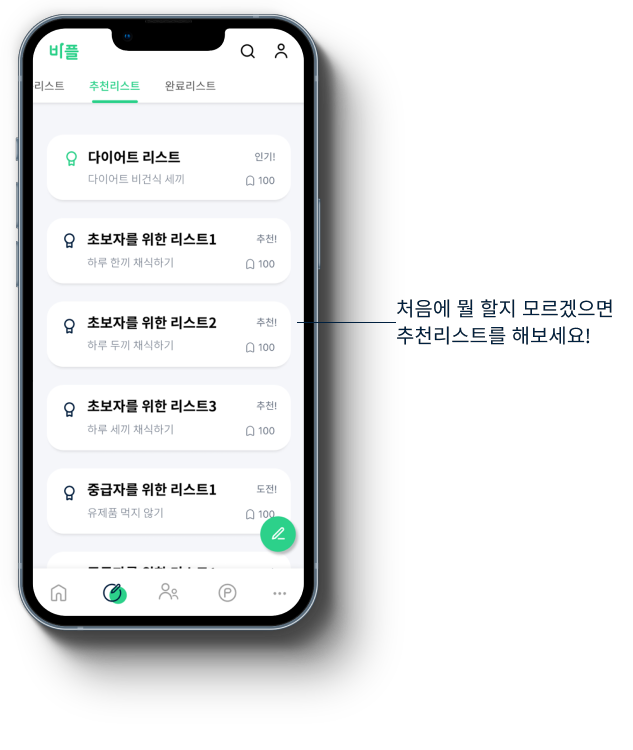 비플
리스트 추천리스트 완료리스트
다이어트 리스트 인기!
다이어트 비건식 세끼 100
초보자를 위한 리스트1 추천!
하루 한끼 채식하기 100
초보자를 위한 리스트2 추천!
하루 두끼 채식하기 100
처음에 뭘 할지 모르겠으면
추천리스트를 해보세요!
초보자를 위한 리스트3 추천!
하루 세끼 채식하기 100
중급자를 위한 리스트1 도전!
유제품 먹지 않기 100